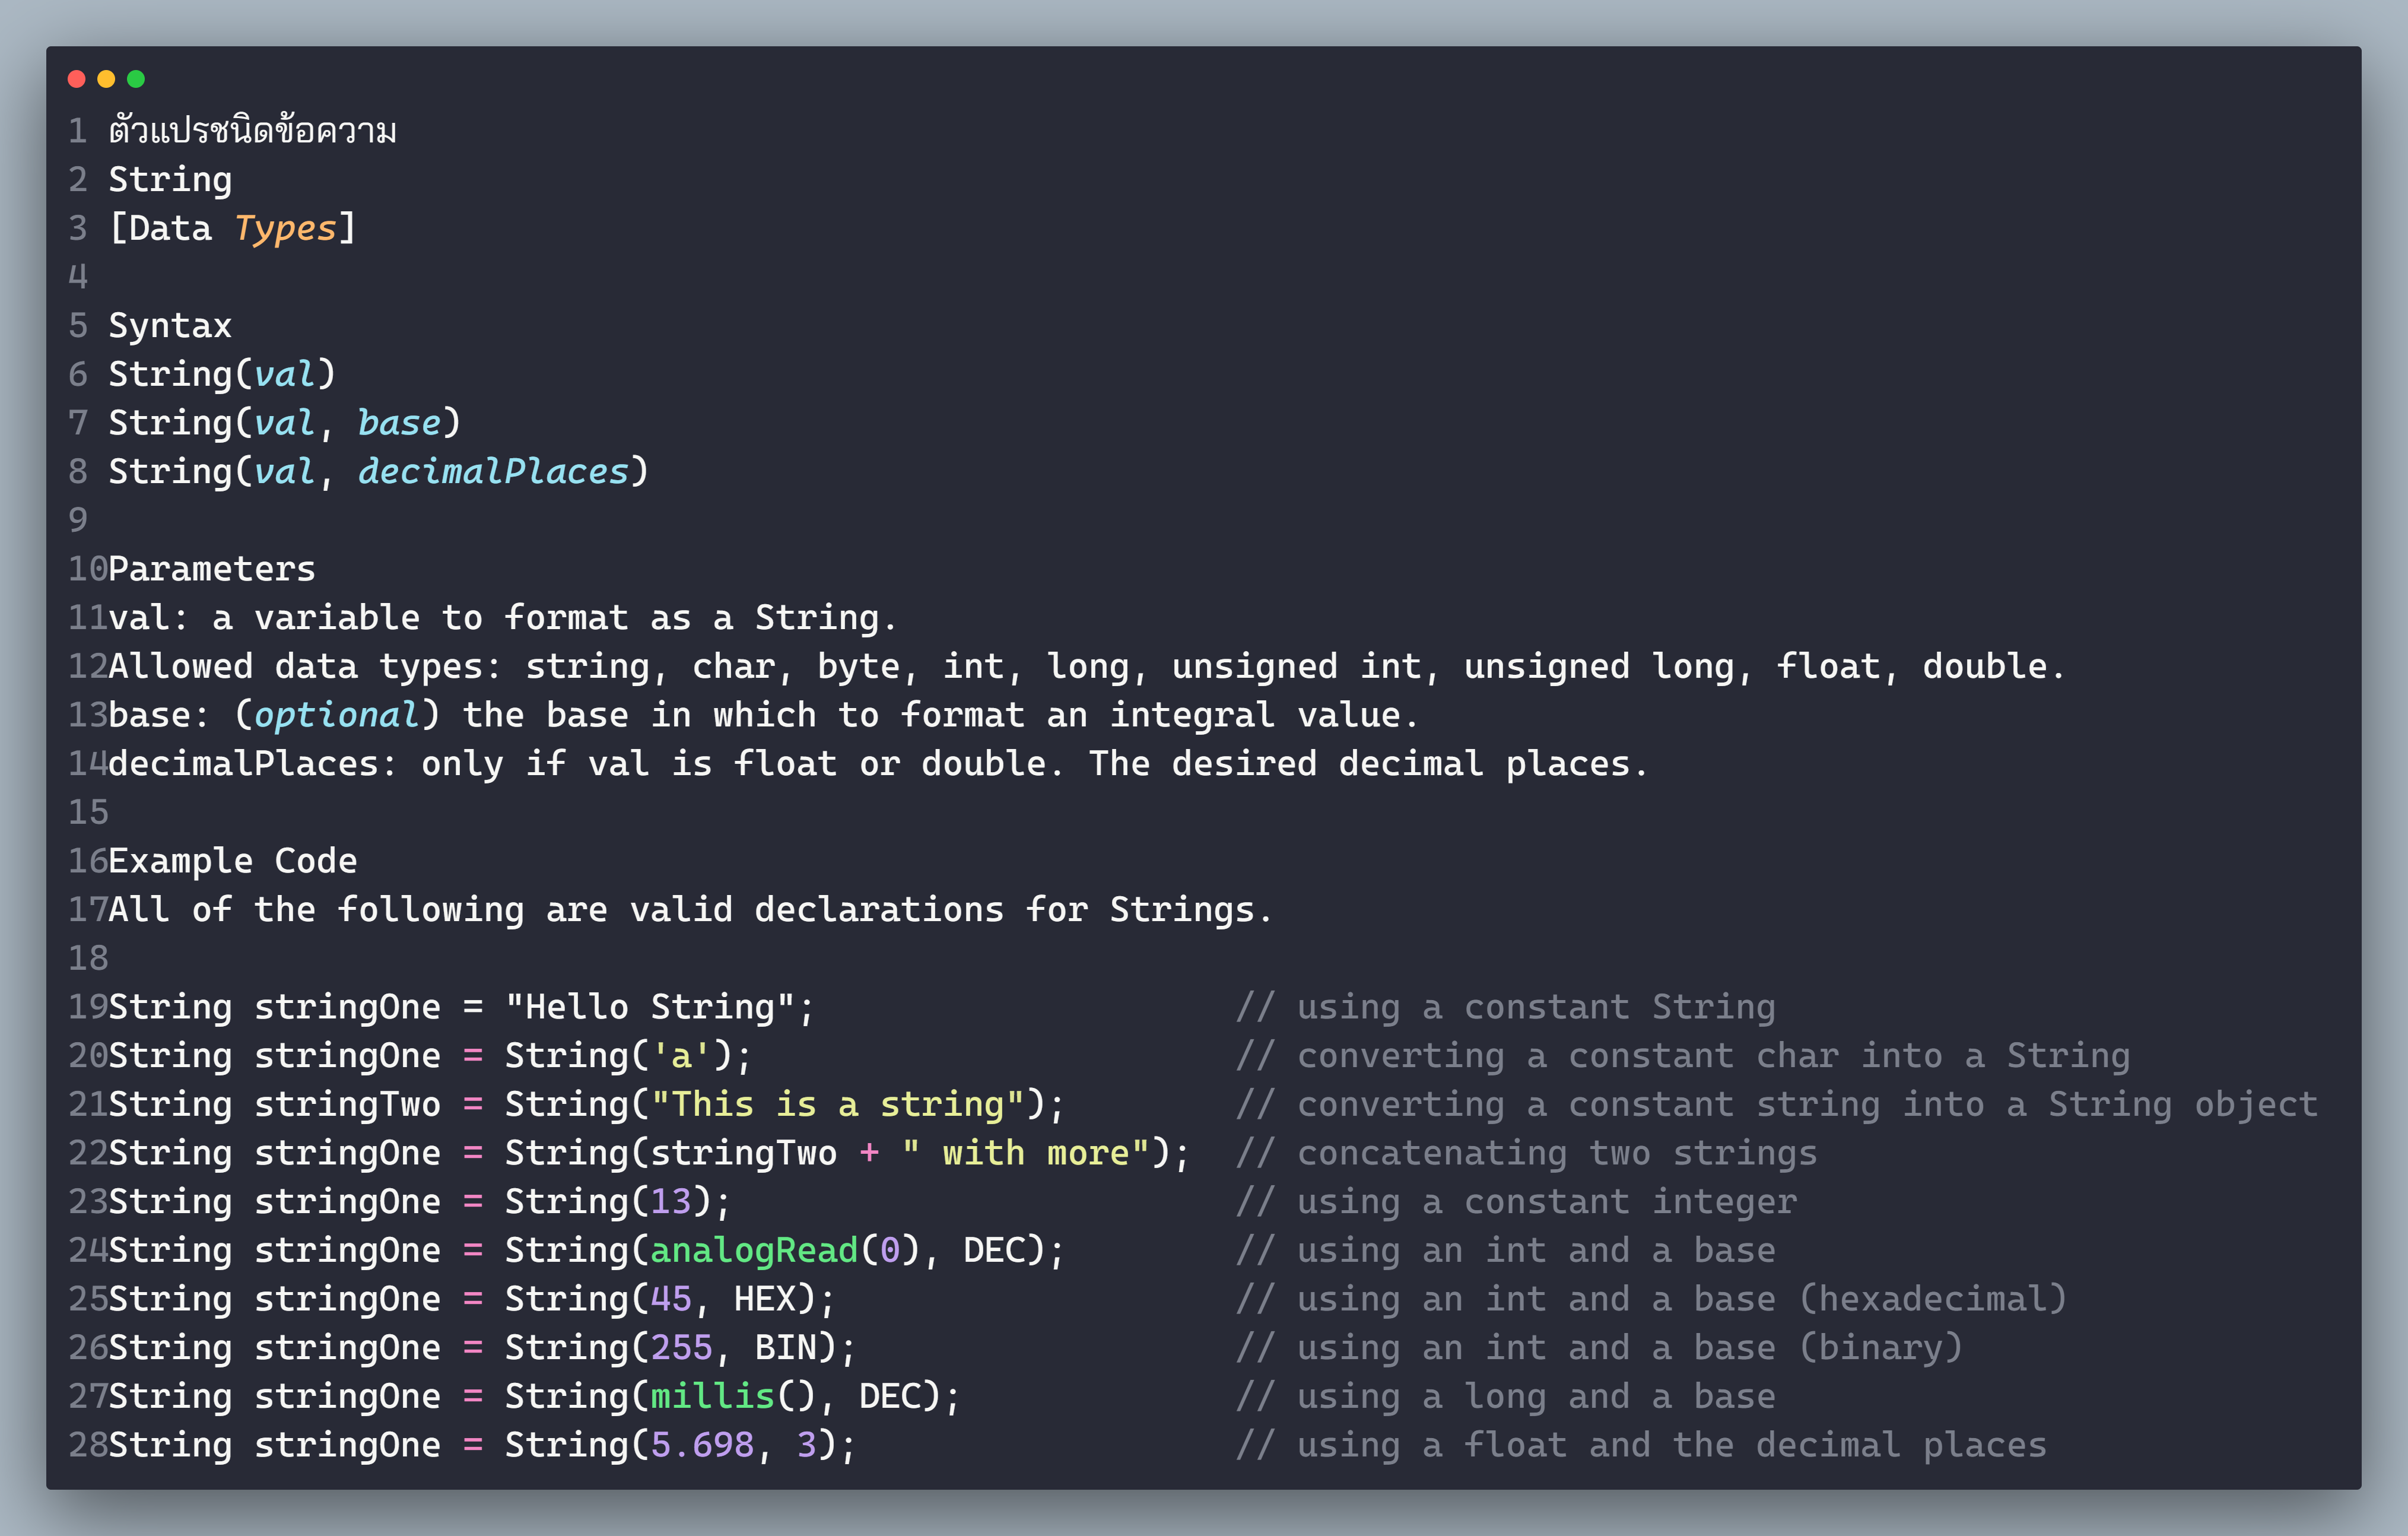 1 ตัวแปรชนิดข้อความ
2 String
3 [Data Types]
4
5 Syntax
6 String(val)
7 String(val, base)
8 String(val, decimalPlaces)
9
10Parameters
11val: a variable to format as a String.
12Allowed data types: string, char, byte, int, long, unsigned int, unsigned long, float, double.
13base: (optional) the base in which to format an integral value.
14decimalPlaces: only if val is float or double. The desired decimal places.
15
16Example Code
17All of the following are valid declarations for Strings.
18
19String stringOne = "Hello String";                    // using a constant String
20String stringOne = String('a');                       // converting a constant char into a String
21String stringTwo = String("This is a string");        // converting a constant string into a String object
22String stringOne = String(stringTwo + " with more");  // concatenating two strings
23String stringOne = String(13);                        // using a constant integer
24String stringOne = String(analogRead(0), DEC);        // using an int and a base
25String stringOne = String(45, HEX);                   // using an int and a base (hexadecimal)
26String stringOne = String(255, BIN);                  // using an int and a base (binary)
27String stringOne = String(millis(), DEC);             // using a long and a base
28String stringOne = String(5.698, 3);                  // using a float and the decimal places